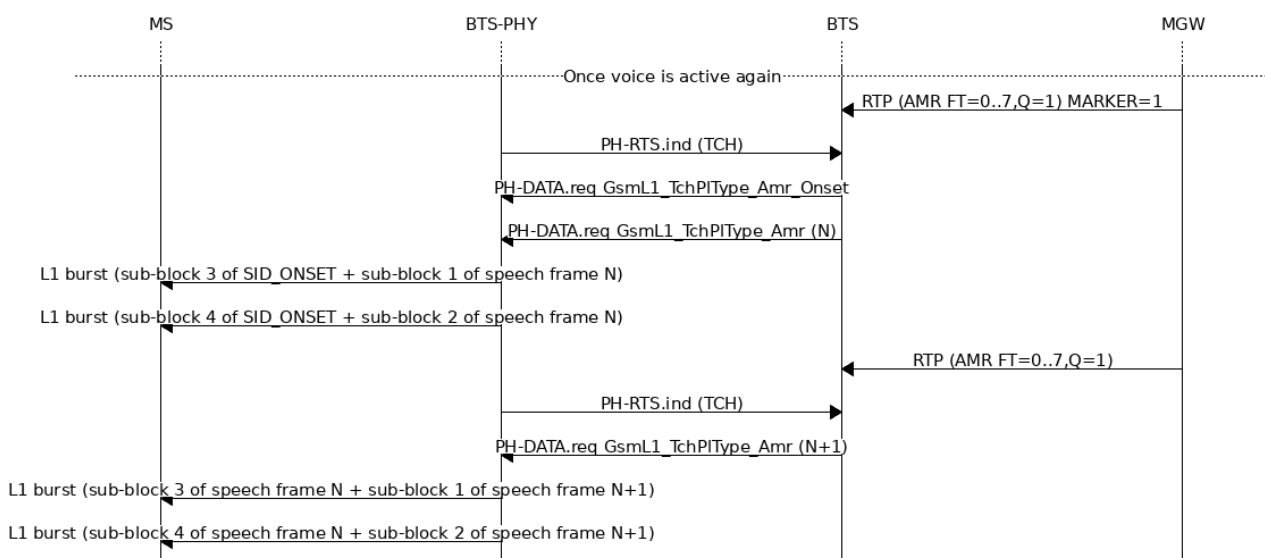 MS BTS-PHY BTS MGW
Once voice is active again
RTP (AMR FT=0..7,Q=1) MARKER=1
PH-RTS.ind (TCH)
PH-DATA.req GsmL1_TchPlType_Amr_Onset
PH-DATA.req GsmL1_TchPlType_Amr (N)
L1 burst (sub-block 3 of SID_ONSET + sub-block 1 of speech frame N)
L1 burst (sub-block 4 of SID_ONSET + sub-block 2 of speech frame N)
RTP (AMR FT=0..7,Q=1)
PH-RTS.ind (TCH)
PH-DATA.req GsmL1_TchPlType_Amr (N+1)
L1 burst (sub-block 3 of speech frame N + sub-block 1 of speech frame N+1)
L1 burst (sub-block 4 of speech frame N + sub-block 2 of speech frame N+1)